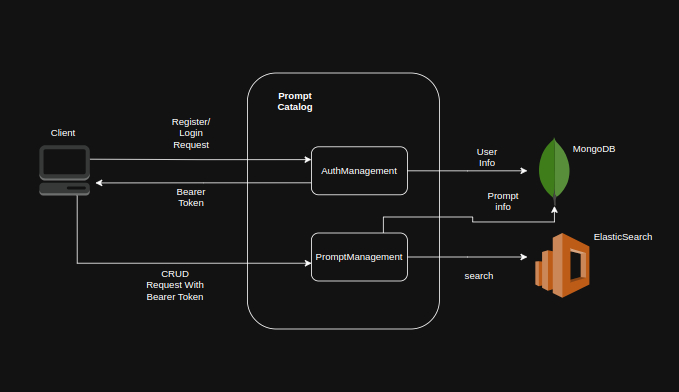 Prompt
Catalog
Register/
Login
Request
Client
AuthManagement
User
Info
MongoDB
Bearer
Token
Prompt
info
ElasticSearch
PromptManagement
search
CRUD
Request With
Bearer Token